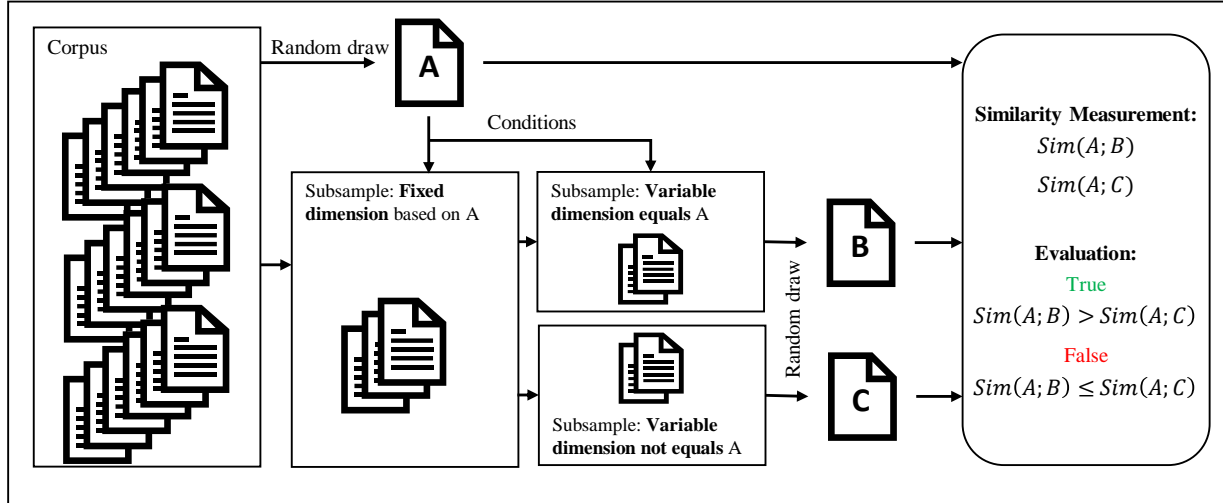 Corpus
Random draw
A
Conditions
Subsample: Fixed
dimension based on A
Subsample: Variable
dimension equals A
Subsample: Variable
dimension not equals A
Random draw
B
C
Similarity Measurement:
Sim(A; B)
Sim(A; C)
Evaluation:
True
Sim(A; B) > Sim(A; C)
False
Sim(A; B) ≤ Sim(A; C)